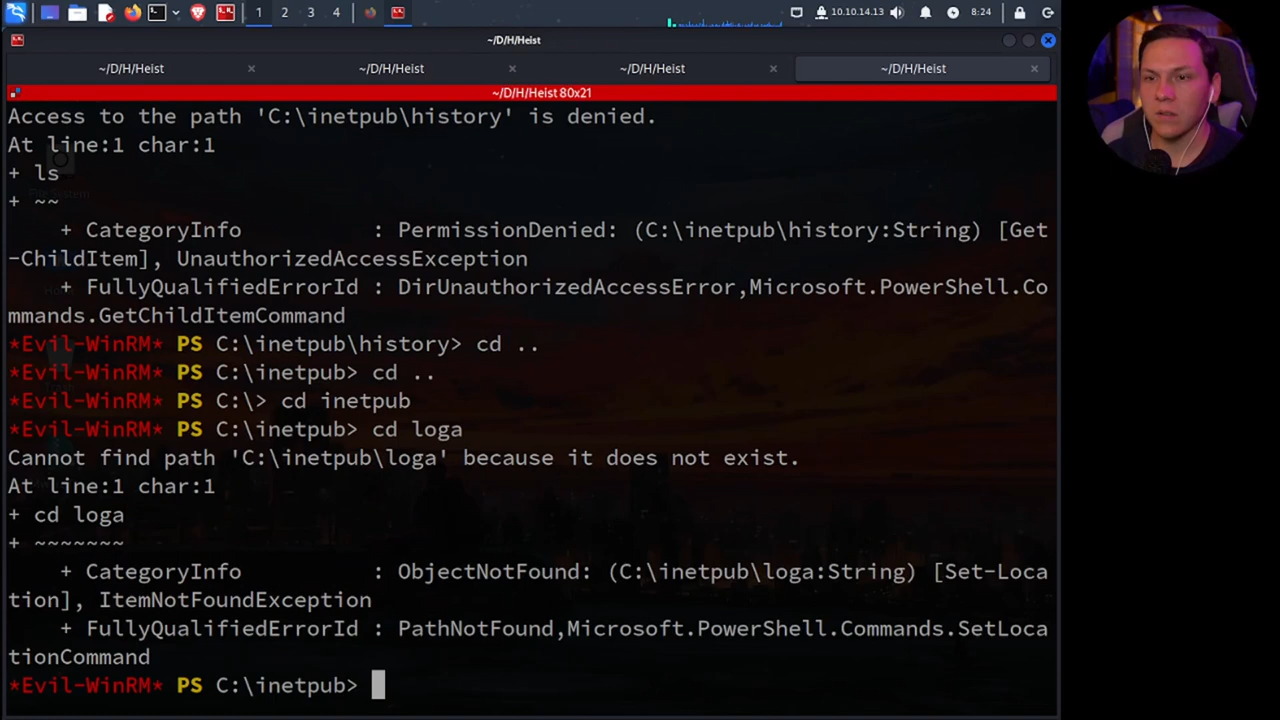 1 2 3 4 10.10.14.13 8:24
~/D/H/Heist
~/D/H/Heist ~/D/H/Heist ~/D/H/Heist ~/D/H/Heist
~/D/H/Heist 80x21
Access to the path 'C:\inetpub\history' is denied.
At line:1 char:1
+ ls
+ ~~
    + CategoryInfo          : PermissionDenied: (C:\inetpub\history:String) [Get
-ChildItem], UnauthorizedAccessException
    + FullyQualifiedErrorId : DirUnauthorizedAccessError,Microsoft.PowerShell.Co
mmands.GetChildItemCommand
*Evil-WinRM* PS C:\inetpub\history> cd ..
*Evil-WinRM* PS C:\inetpub> cd ..
*Evil-WinRM* PS C:\> cd inetpub
*Evil-WinRM* PS C:\inetpub> cd loga
Cannot find path 'C:\inetpub\loga' because it does not exist.
At line:1 char:1
+ cd loga
+ ~~~~~~~
    + CategoryInfo          : ObjectNotFound: (C:\inetpub\loga:String) [Set-Loca
tion], ItemNotFoundException
    + FullyQualifiedErrorId : PathNotFound,Microsoft.PowerShell.Commands.SetLoca
tionCommand
*Evil-WinRM* PS C:\inetpub>